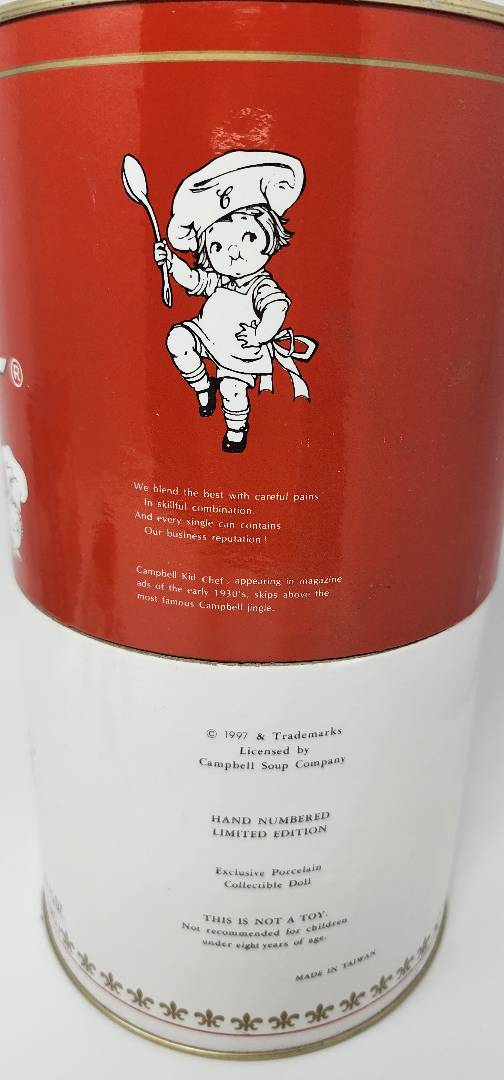 ®
C
We blend the best with careful pains
In skillful combination.
And every single can contains
Our business reputation!
Campbell Kid Chef, appearing in magazine
ads of the early 1930's, skips above the
most famous Campbell jingle.
© 1997 & Trademarks
Licensed by
Campbell Soup Company
HAND NUMBERED
LIMITED EDITION
Exclusive Porcelain
Collectible Doll
THIS IS NOT A TOY.
Not recommended for children
under eight years of age.
MADE IN TAIWAN